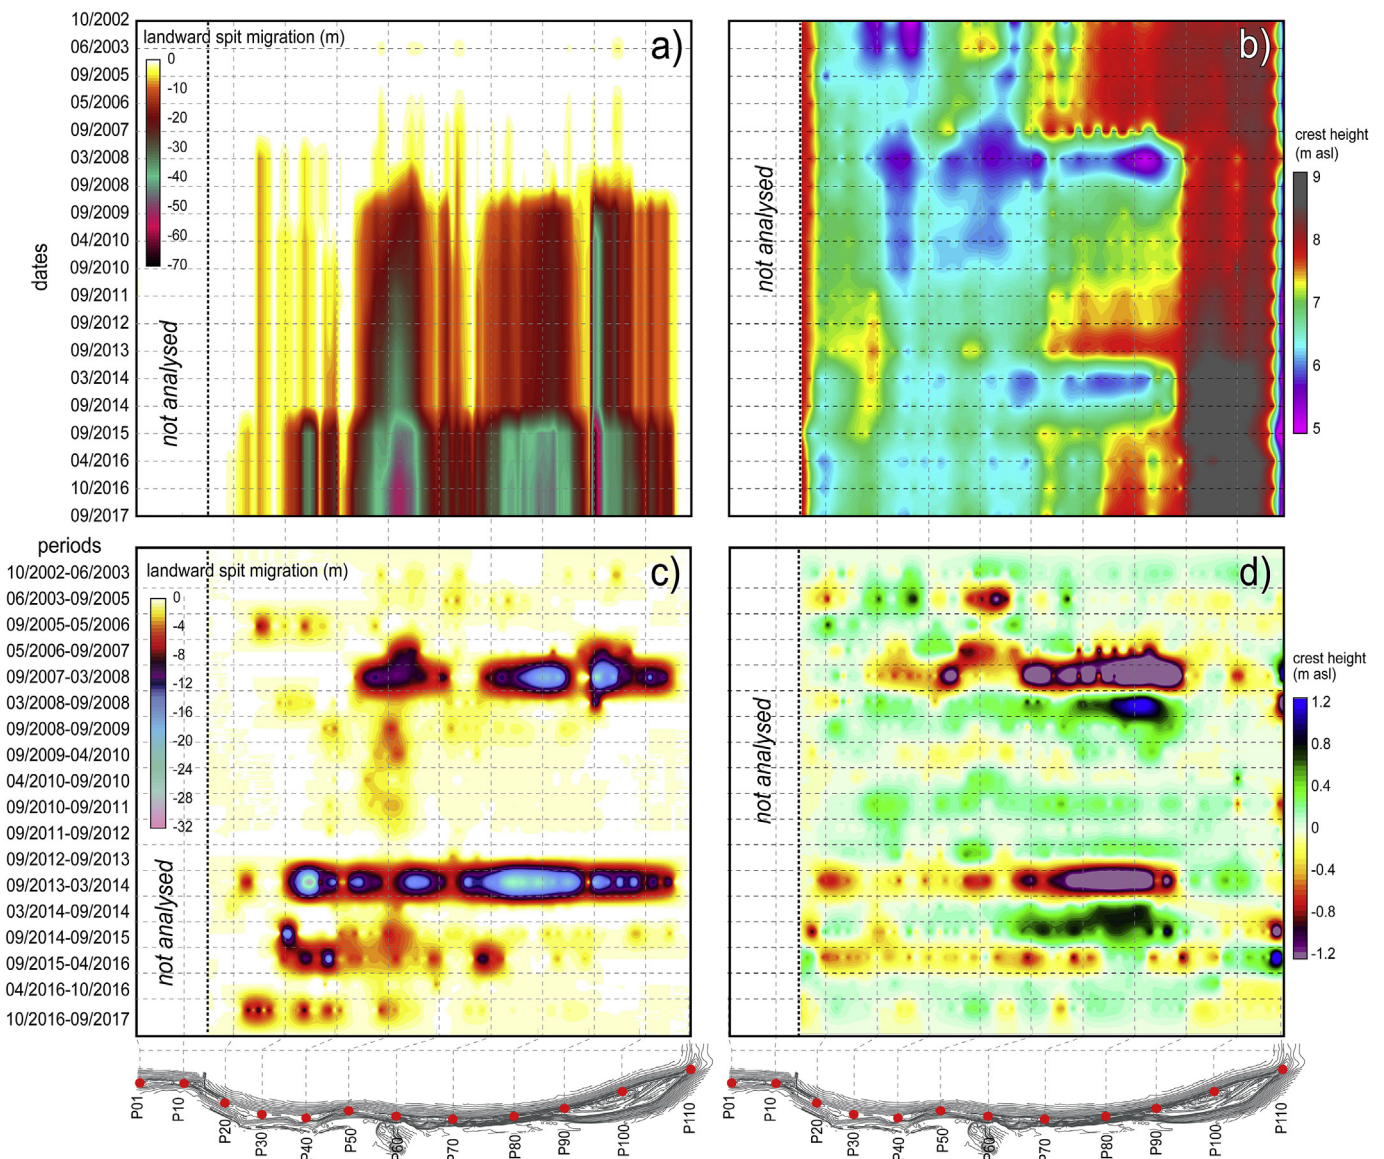 landward spit migration (m)
a)
0
-10
-20
-30
-40
-50
-60
-70
dates
10/2002
06/2003
09/2005
05/2006
09/2007
03/2008
09/2008
09/2009
04/2010
09/2010
09/2011
09/2012
09/2013
03/2014
09/2014
09/2015
04/2016
10/2016
09/2017
not analysed
b)
not analysed
crest height
(m asl)
9
8
7
6
5
periods
landward spit migration (m)
c)
0
-4
-8
-12
-16
-20
-24
-28
-32
10/2002-06/2003
06/2003-09/2005
09/2005-05/2006
05/2006-09/2007
09/2007-03/2008
03/2008-09/2008
09/2008-09/2009
09/2009-04/2010
04/2010-09/2010
09/2010-09/2011
09/2011-09/2012
09/2012-09/2013
09/2013-03/2014
03/2014-09/2014
09/2014-09/2015
09/2015-04/2016
04/2016-10/2016
10/2016-09/2017
not analysed
d)
not analysed
crest height
(m asl)
1.2
0.8
0.4
0
-0.4
-0.8
-1.2
P01
P10
P20
P30
P40
P50
P60
P70
P80
P90
P100
P110
P01
P10
P20
P30
P40
P50
P60
P70
P80
P90
P100
P110